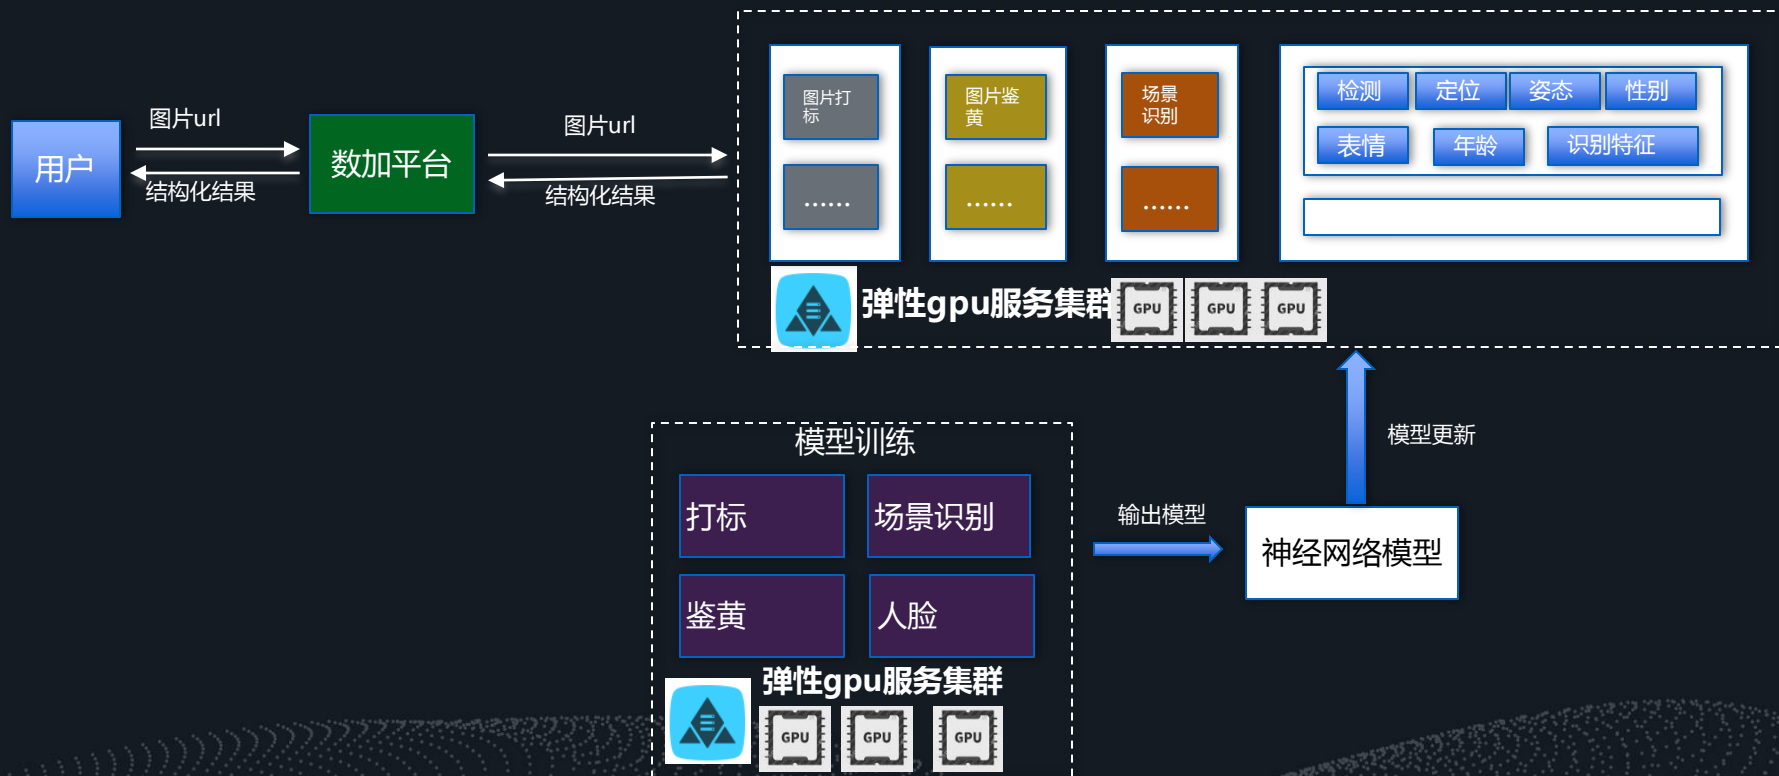 用户
图片url
结构化结果
数加平台
图片url
结构化结果
图片打
标
......
图片鉴
黄
......
场景
识别
......
检测
定位
姿态
性别
表情
年龄
识别特征
弹性gpu服务集群
GPU
GPU
GPU
模型更新
模型训练
打标
场景识别
鉴黄
人脸
弹性gpu服务集群
GPU
GPU
GPU
输出模型
神经网络模型